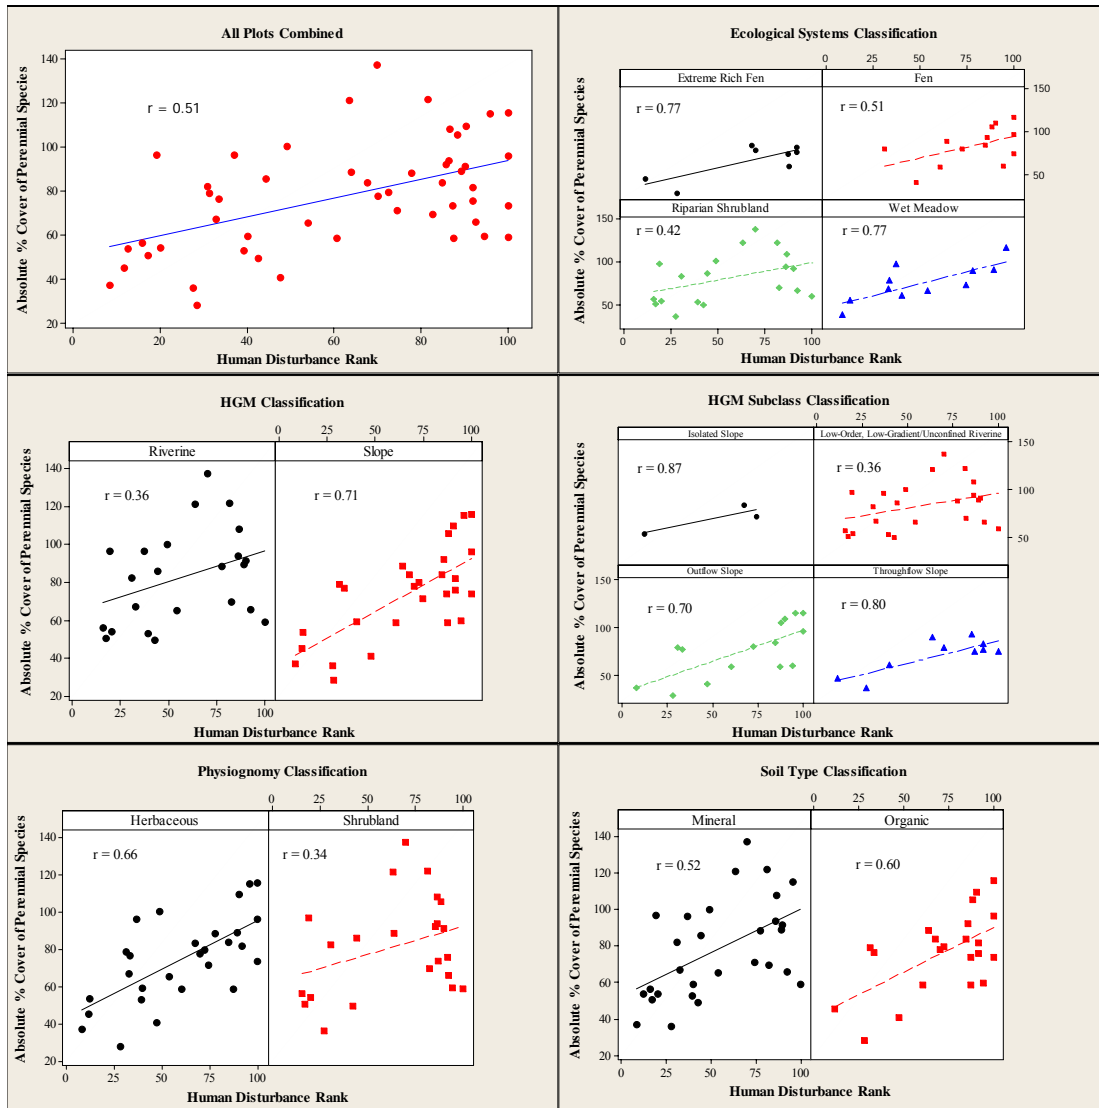 All Plots Combined
Absolute % Cover of Perennial Species
140
120
100
80
60
40
20
r = 0.51
0 20 40 60 80 100
Human Disturbance Rank
Ecological Systems Classification
Absolute % Cover of Perennial Species
0 25 50 75 100
Extreme Rich Fen Fen
r = 0.77
r = 0.51
150
100
50
Riparian Shrubland Wet Meadow
150
100
50
r = 0.42
r = 0.77
0 25 50 75 100
Human Disturbance Rank
HGM Classification
Absolute % Cover of Perennial Species
0 25 50 75 100
Riverine Slope
140
120
100
80
60
40
20
r = 0.36
r = 0.71
0 25 50 75 100
Human Disturbance Rank
HGM Subclass Classification
Absolute % Cover of Perennial Species
0 25 50 75 100
Isolated Slope Low-Order, Low-Gradient/Unconfined Riverine
r = 0.87
r = 0.36
150
100
50
Outflow Slope Throughflow Slope
150
100
50
r = 0.70
r = 0.80
0 25 50 75 100
Human Disturbance Rank
Physiognomy Classification
Absolute % Cover of Perennial Species
0 25 50 75 100
Herbaceous Shrubland
140
120
100
80
60
40
20
r = 0.66
r = 0.34
0 25 50 75 100
Human Disturbance Rank
Soil Type Classification
Absolute % Cover of Perennial Species
0 25 50 75 100
Mineral Organic
140
120
100
80
60
40
20
r = 0.52
r = 0.60
0 25 50 75 100
Human Disturbance Rank